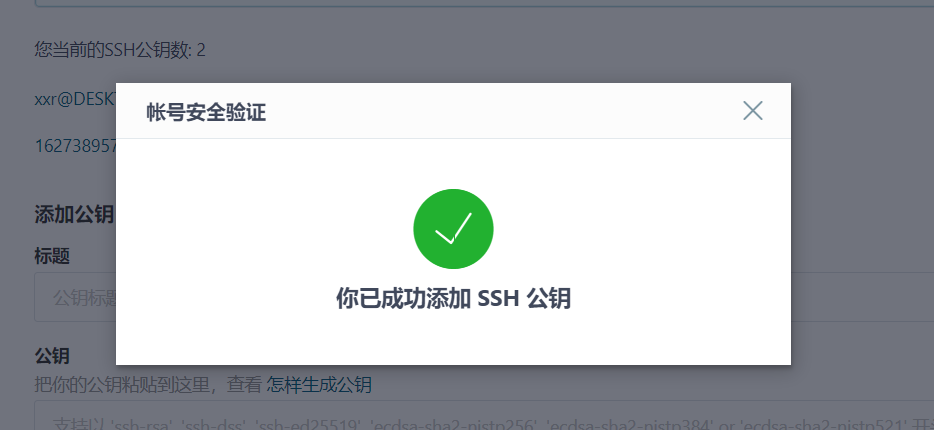 您当前的SSH公钥数: 2
xxr@DESK
帐号安全验证
16273895
你已成功添加 SSH 公钥
添加公钥
标题
公钥标题
公钥
把你的公钥粘贴到这里，查看 怎样生成公钥
支持以 'ssh-rsa', 'ssh-dss', 'ssh-ed25519', 'ecdsa-sha2-nistp256', 'ecdsa-sha2-nistp384' or 'ecdsa-sha2-nistp521' 开